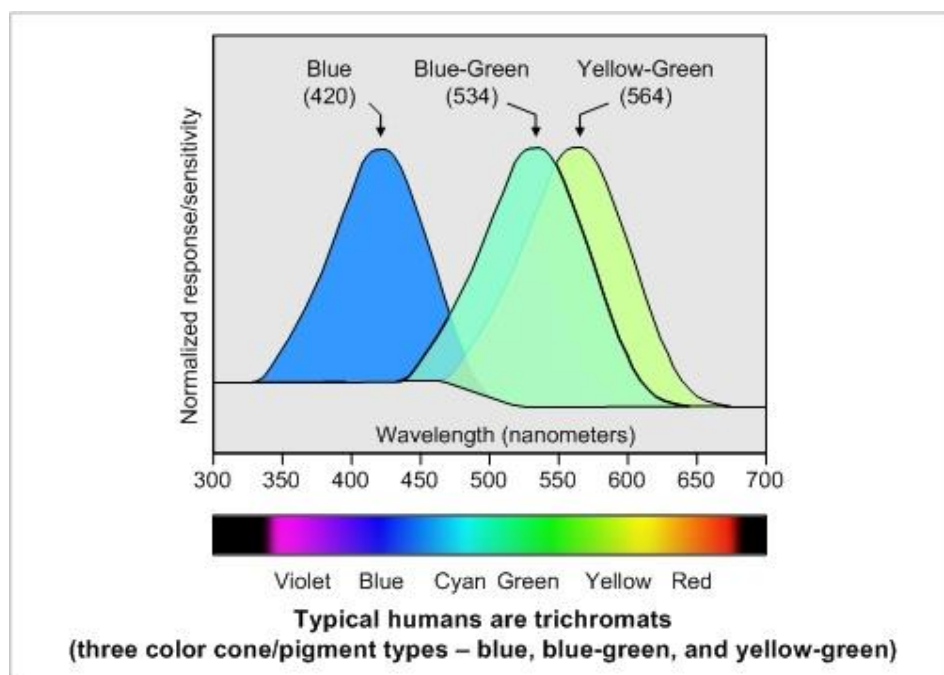 Blue
(420)
Blue-Green
(534)
Yellow-Green
(564)
Normalized response/sensitivity
Wavelength (nanometers)
300 350 400 450 500 550 600 650 700
Violet Blue Cyan Green Yellow Red
Typical humans are trichromats
(three color cone/pigment types – blue, blue-green, and yellow-green)